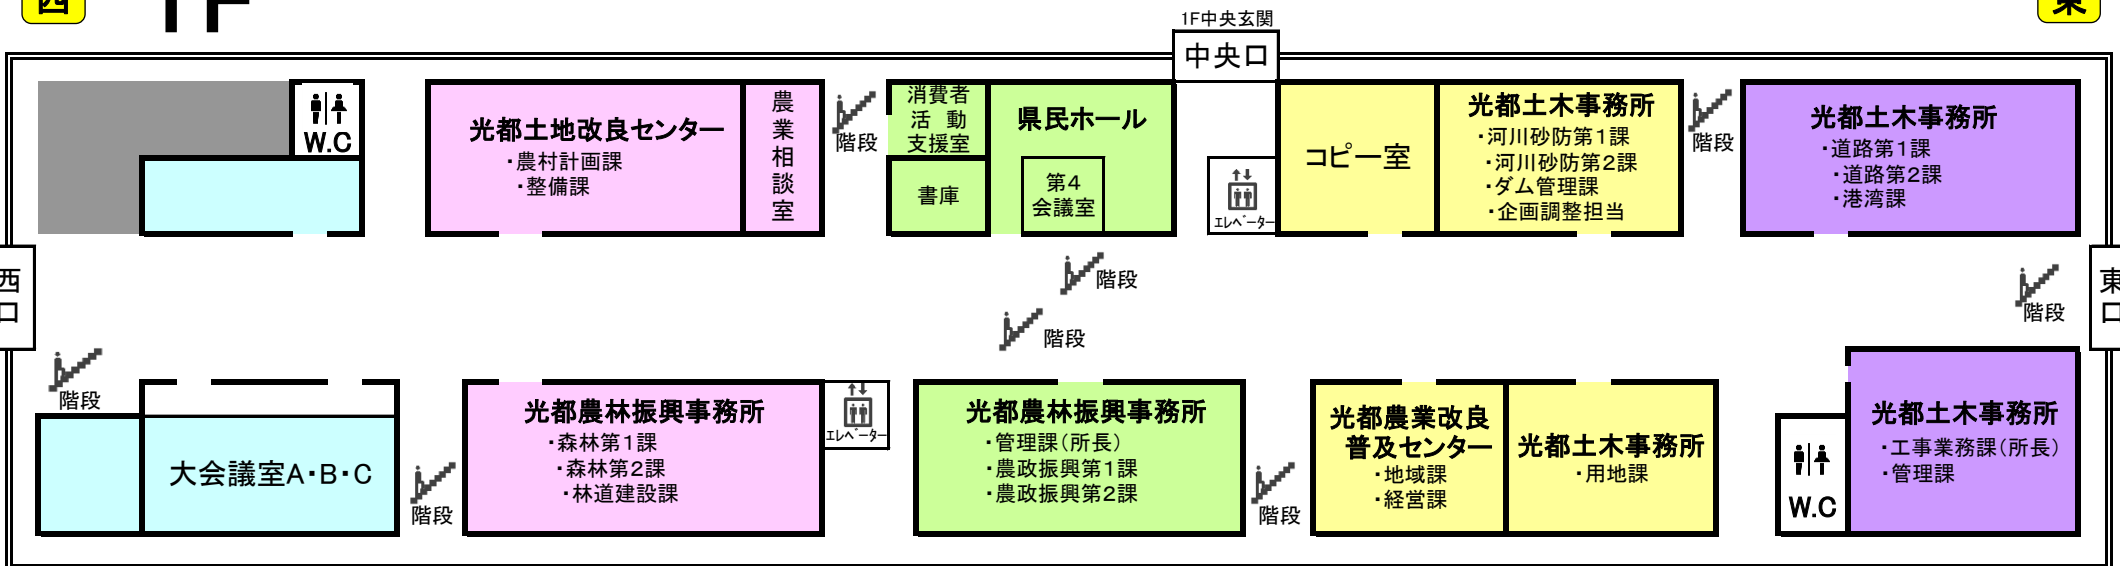 西
1F
東
1F中央玄関
中央口
W.C
光都土地改良センター
・農村計画課
・整備課
農業相談室
階段
消費者
活動
支援室
書庫
県民ホール
第4
会議室
エレベーター
コピー室
光都土木事務所
・河川砂防第1課
・河川砂防第2課
・ダム管理課
・企画調整担当
階段
光都土木事務所
・道路第1課
・道路第2課
・港湾課
西口
階段
階段
階段
東口
階段
大会議室A・B・C
階段
光都農林振興事務所
・森林第1課
・森林第2課
・林道建設課
エレベーター
光都農林振興事務所
・管理課(所長)
・農政振興第1課
・農政振興第2課
階段
光都農業改良
普及センター
・地域課
・経営課
光都土木事務所
・用地課
W.C
光都土木事務所
・工事業務課(所長)
・管理課